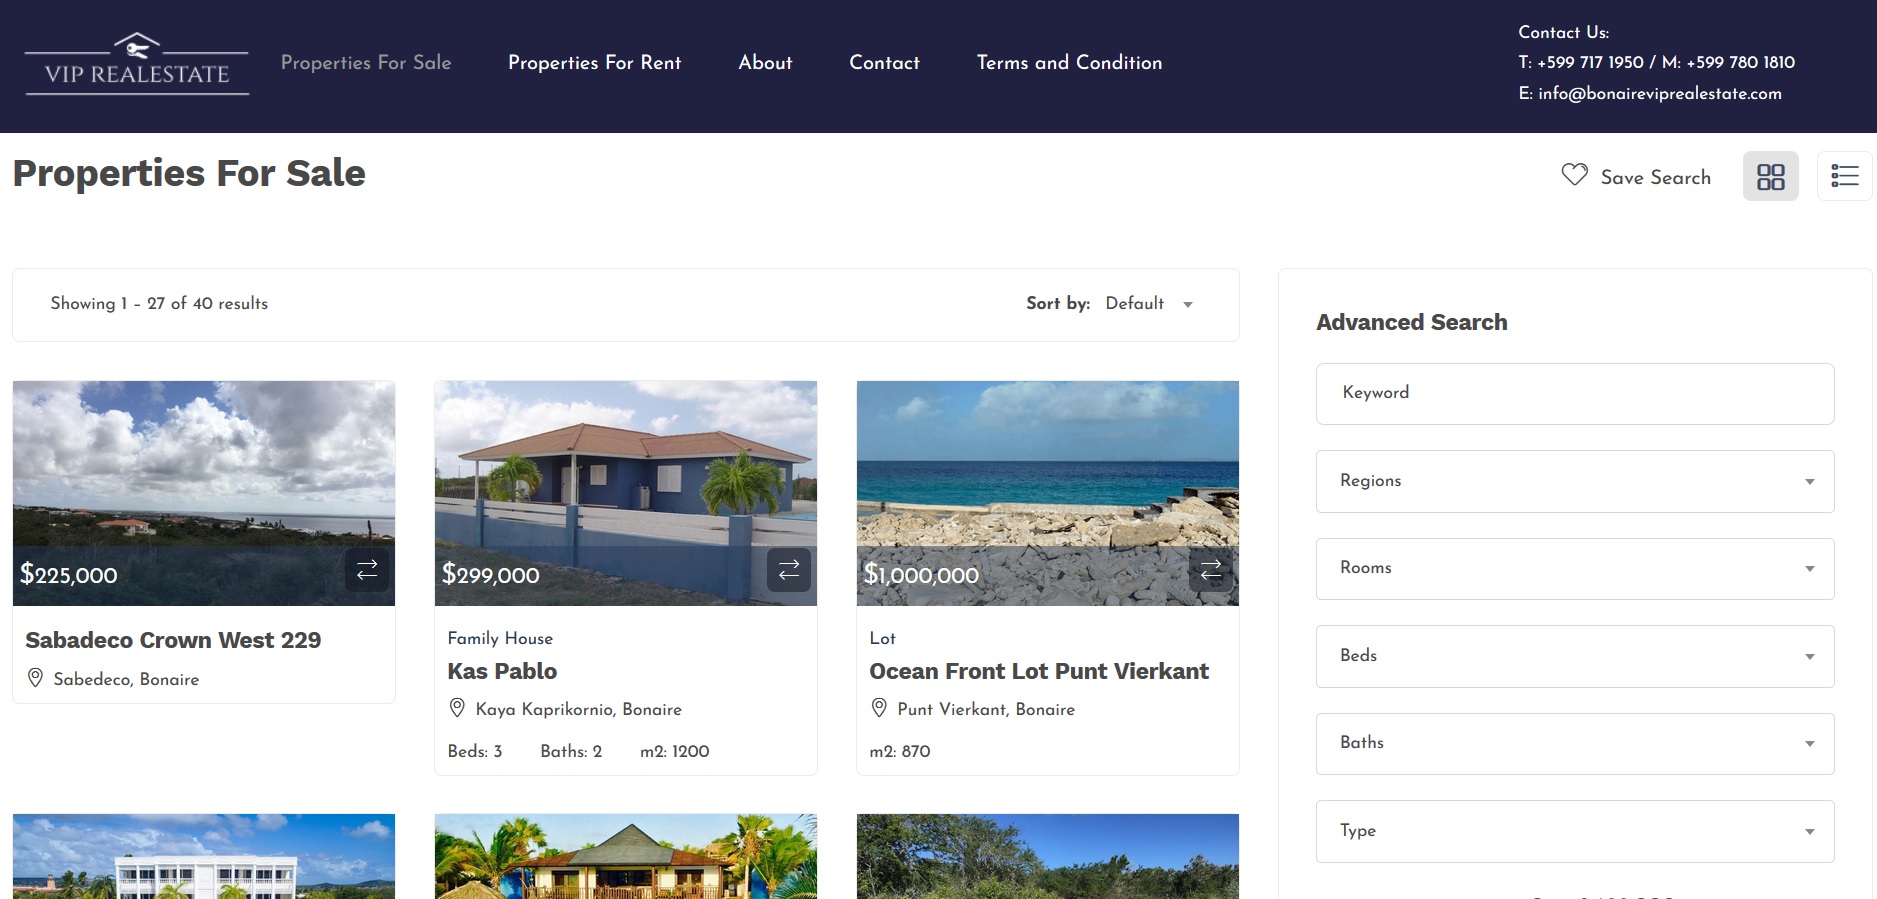 VIP REALESTATE
Properties For Sale
Properties For Rent
About
Contact
Terms and Condition
Contact Us:
T: +599 717 1950 / M: +599 780 1810
E: info@bonaireviprealestate.com
Properties For Sale
Save Search
Showing 1 – 27 of 40 results
Sort by: Default
$225,000
Sabadeco Crown West 229
Sabedeco, Bonaire
$299,000
Family House
Kas Pablo
Kaya Kaprikornio, Bonaire
Beds: 3 Baths: 2 m2: 1200
$1,000,000
Lot
Ocean Front Lot Punt Vierkant
Punt Vierkant, Bonaire
m2: 870
Advanced Search
Keyword
Regions
Rooms
Beds
Baths
Type